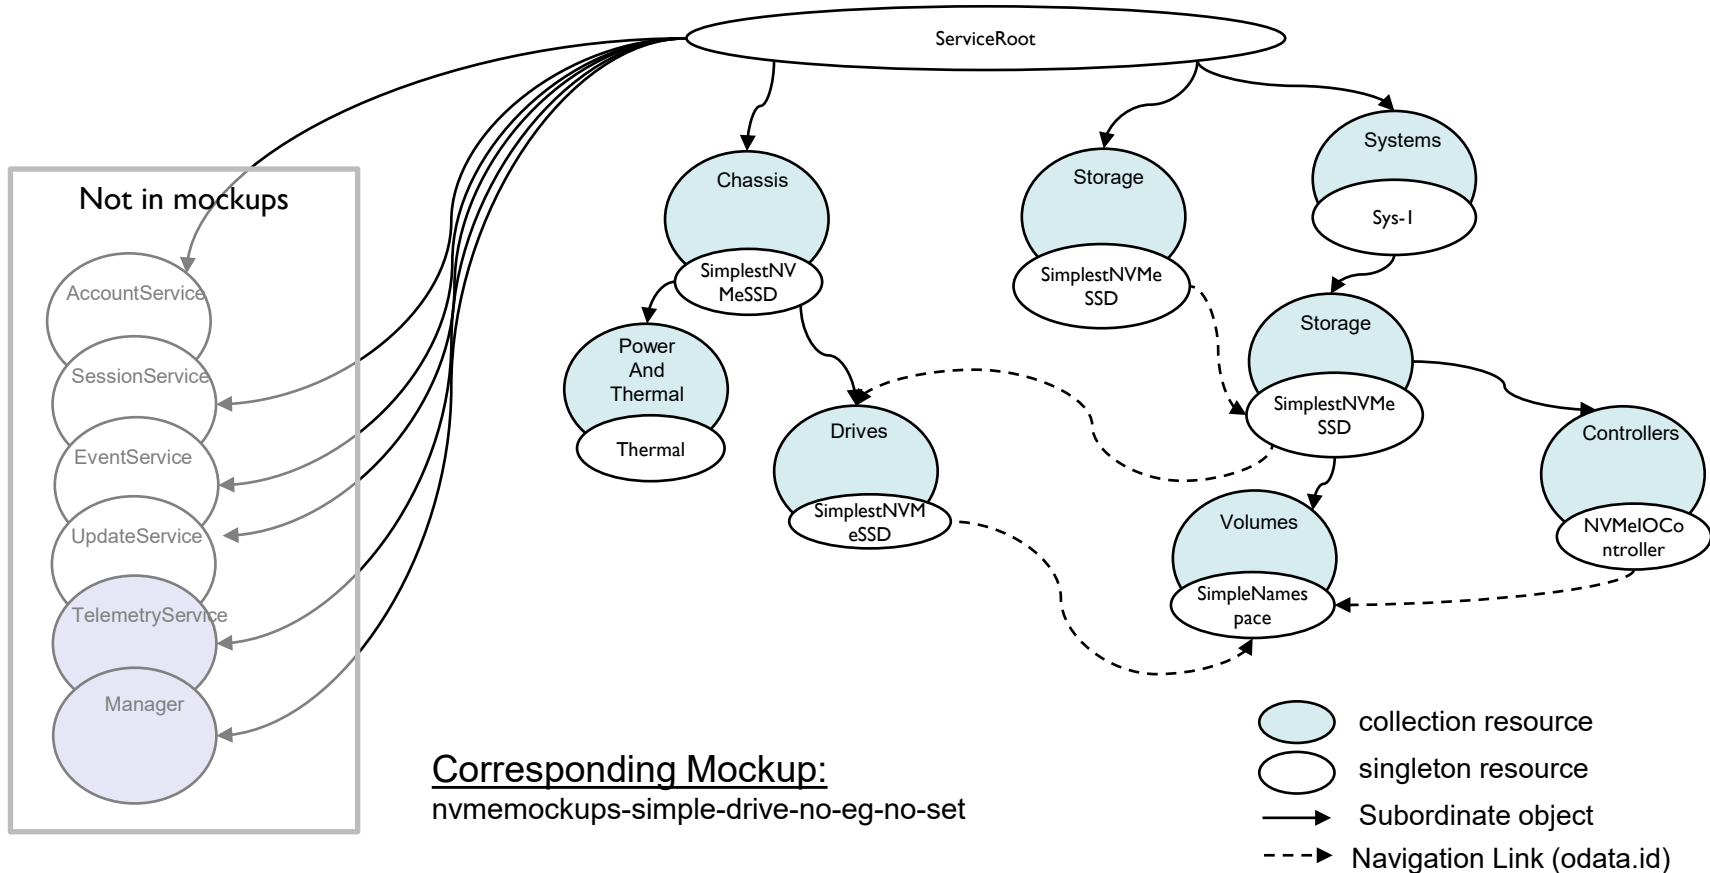 ServiceRoot
Not in mockups
AccountService
SessionService
EventService
UpdateService
TelemetryService
Manager
Chassis
SimplestNV
MeSSD
Power
And
Thermal
Thermal
Drives
SimplestNVM
eSSD
Storage
SimplestNVMe
SSD
Systems
Sys-1
Storage
SimplestNVMe
SSD
Controllers
NVMeIOCo
ntroller
Volumes
SimpleNames
pace
Corresponding Mockup:
nvmemockups-simple-drive-no-eg-no-set
collection resource
singleton resource
Subordinate object
Navigation Link (odata.id)